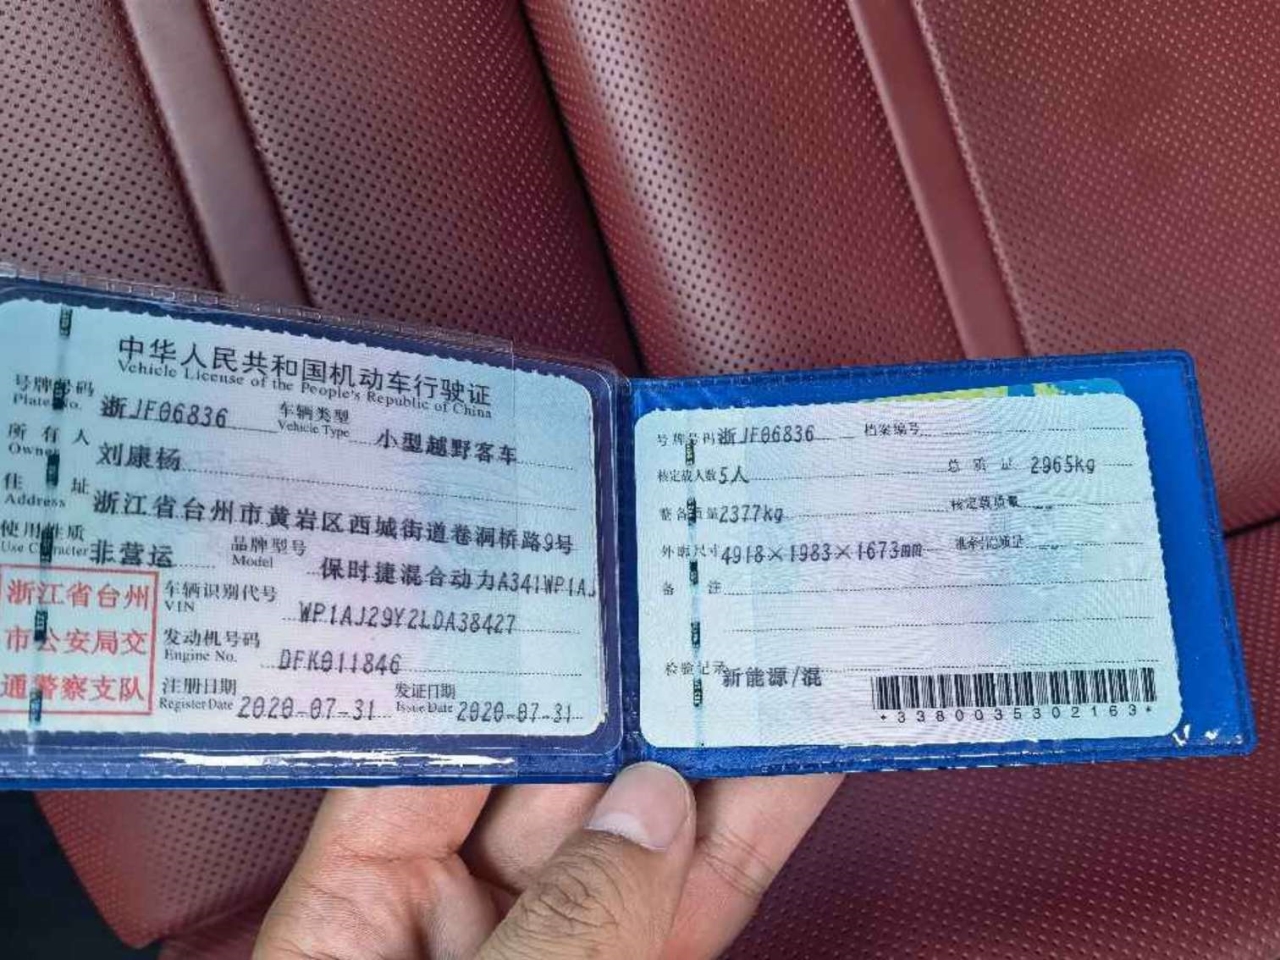 中华人民共和国机动车行驶证
Vehicle License of the People's Republic of China
号牌号码 浙JF06836 车辆类型 小型越野客车
Plate No. Vehicle Type
所有人 刘康杨
Owner
住址 浙江省台州市黄岩区西城街道卷洞桥路9号
Address
使用性质 非营运 品牌型号 保时捷混合动力A341WP1AJ
Use Character Model
浙江省台州
市公安局交
通警察支队
车辆识别代号 WP1AJ29Y2LDA38427
VIN
发动机号码 DFK011846
Engine No.
注册日期 2020-07-31 发证日期 2020-07-31
Register Date Issue Date
号牌号码 浙JF06836 档案编号
核定载人数 5人 总质量 2965kg
整备质量 2377kg 核定载质量
外廓尺寸 4918×1983×1673mm 准牵引总质量
备注
检验记录 新能源/混
*3380035302163*